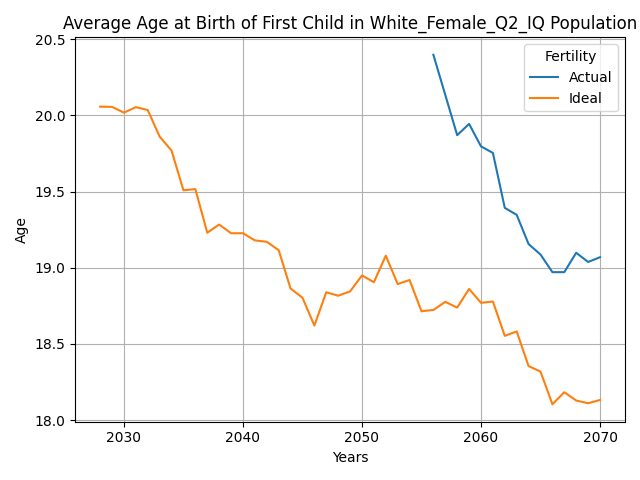 Average Age at Birth of First Child in White_Female_Q2_IQ Population
20.5
20.0
19.5
19.0
18.5
18.0
Age
Fertility
Actual
Ideal
2030 2040 2050 2060 2070
Years